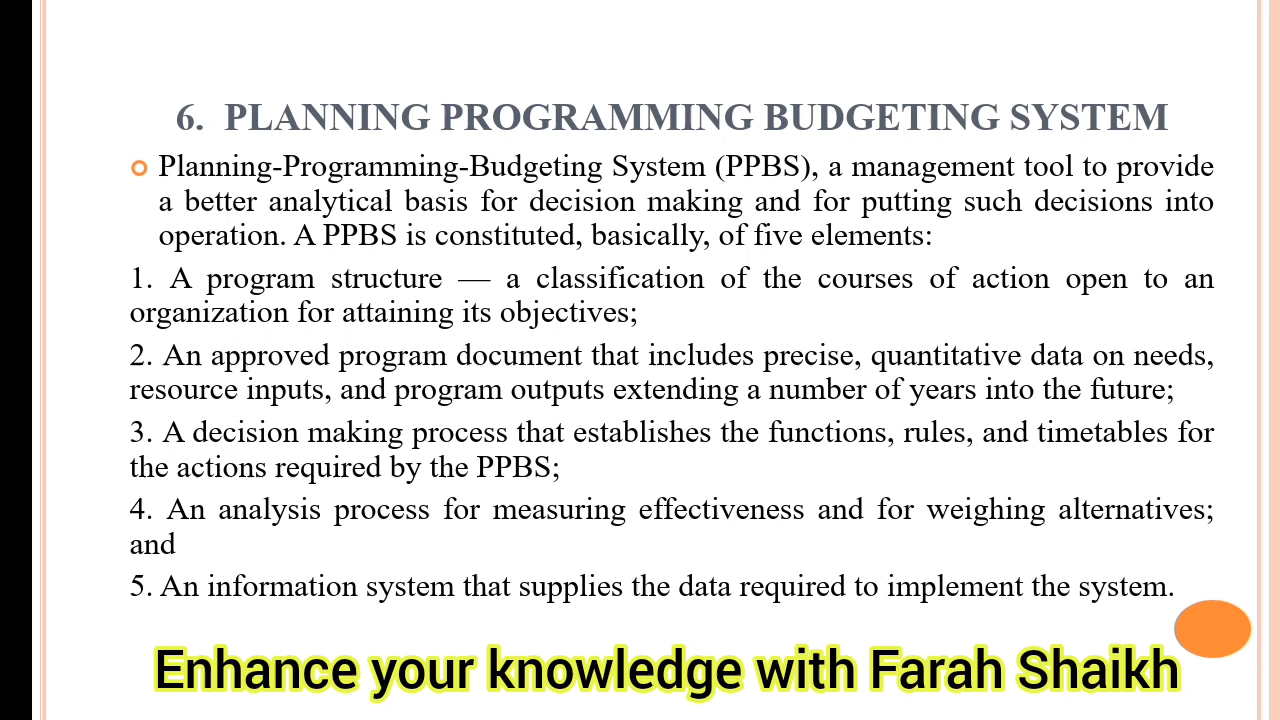 6. PLANNING PROGRAMMING BUDGETING SYSTEM
Planning-Programming-Budgeting System (PPBS), a management tool to provide
a better analytical basis for decision making and for putting such decisions into
operation. A PPBS is constituted, basically, of five elements:
1. A program structure — a classification of the courses of action open to an
organization for attaining its objectives;
2. An approved program document that includes precise, quantitative data on needs,
resource inputs, and program outputs extending a number of years into the future;
3. A decision making process that establishes the functions, rules, and timetables for
the actions required by the PPBS;
4. An analysis process for measuring effectiveness and for weighing alternatives;
and
5. An information system that supplies the data required to implement the system.
Enhance your knowledge with Farah Shaikh